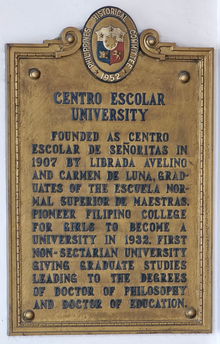 PHILIPPINES HISTORICAL COMMITTEE
1952
CENTRO ESCOLAR
UNIVERSITY
FOUNDED AS CENTRO
ESCOLAR DE SEÑORITAS IN
1907 BY LIBRADA AVELINO
AND CARMEN DE LUNA, GRAD-
UATES OF THE ESCUELA NOR-
MAL SUPERIOR DE MAESTRAS.
PIONEER FILIPINO COLLEGE
FOR GIRLS TO BECOME A
UNIVERSITY IN 1932. FIRST
NON-SECTARIAN UNIVERSITY
GIVING GRADUATE STUDIES
LEADING TO THE DEGREES
OF DOCTOR OF PHILOSOPHY
AND DOCTOR OF EDUCATION.